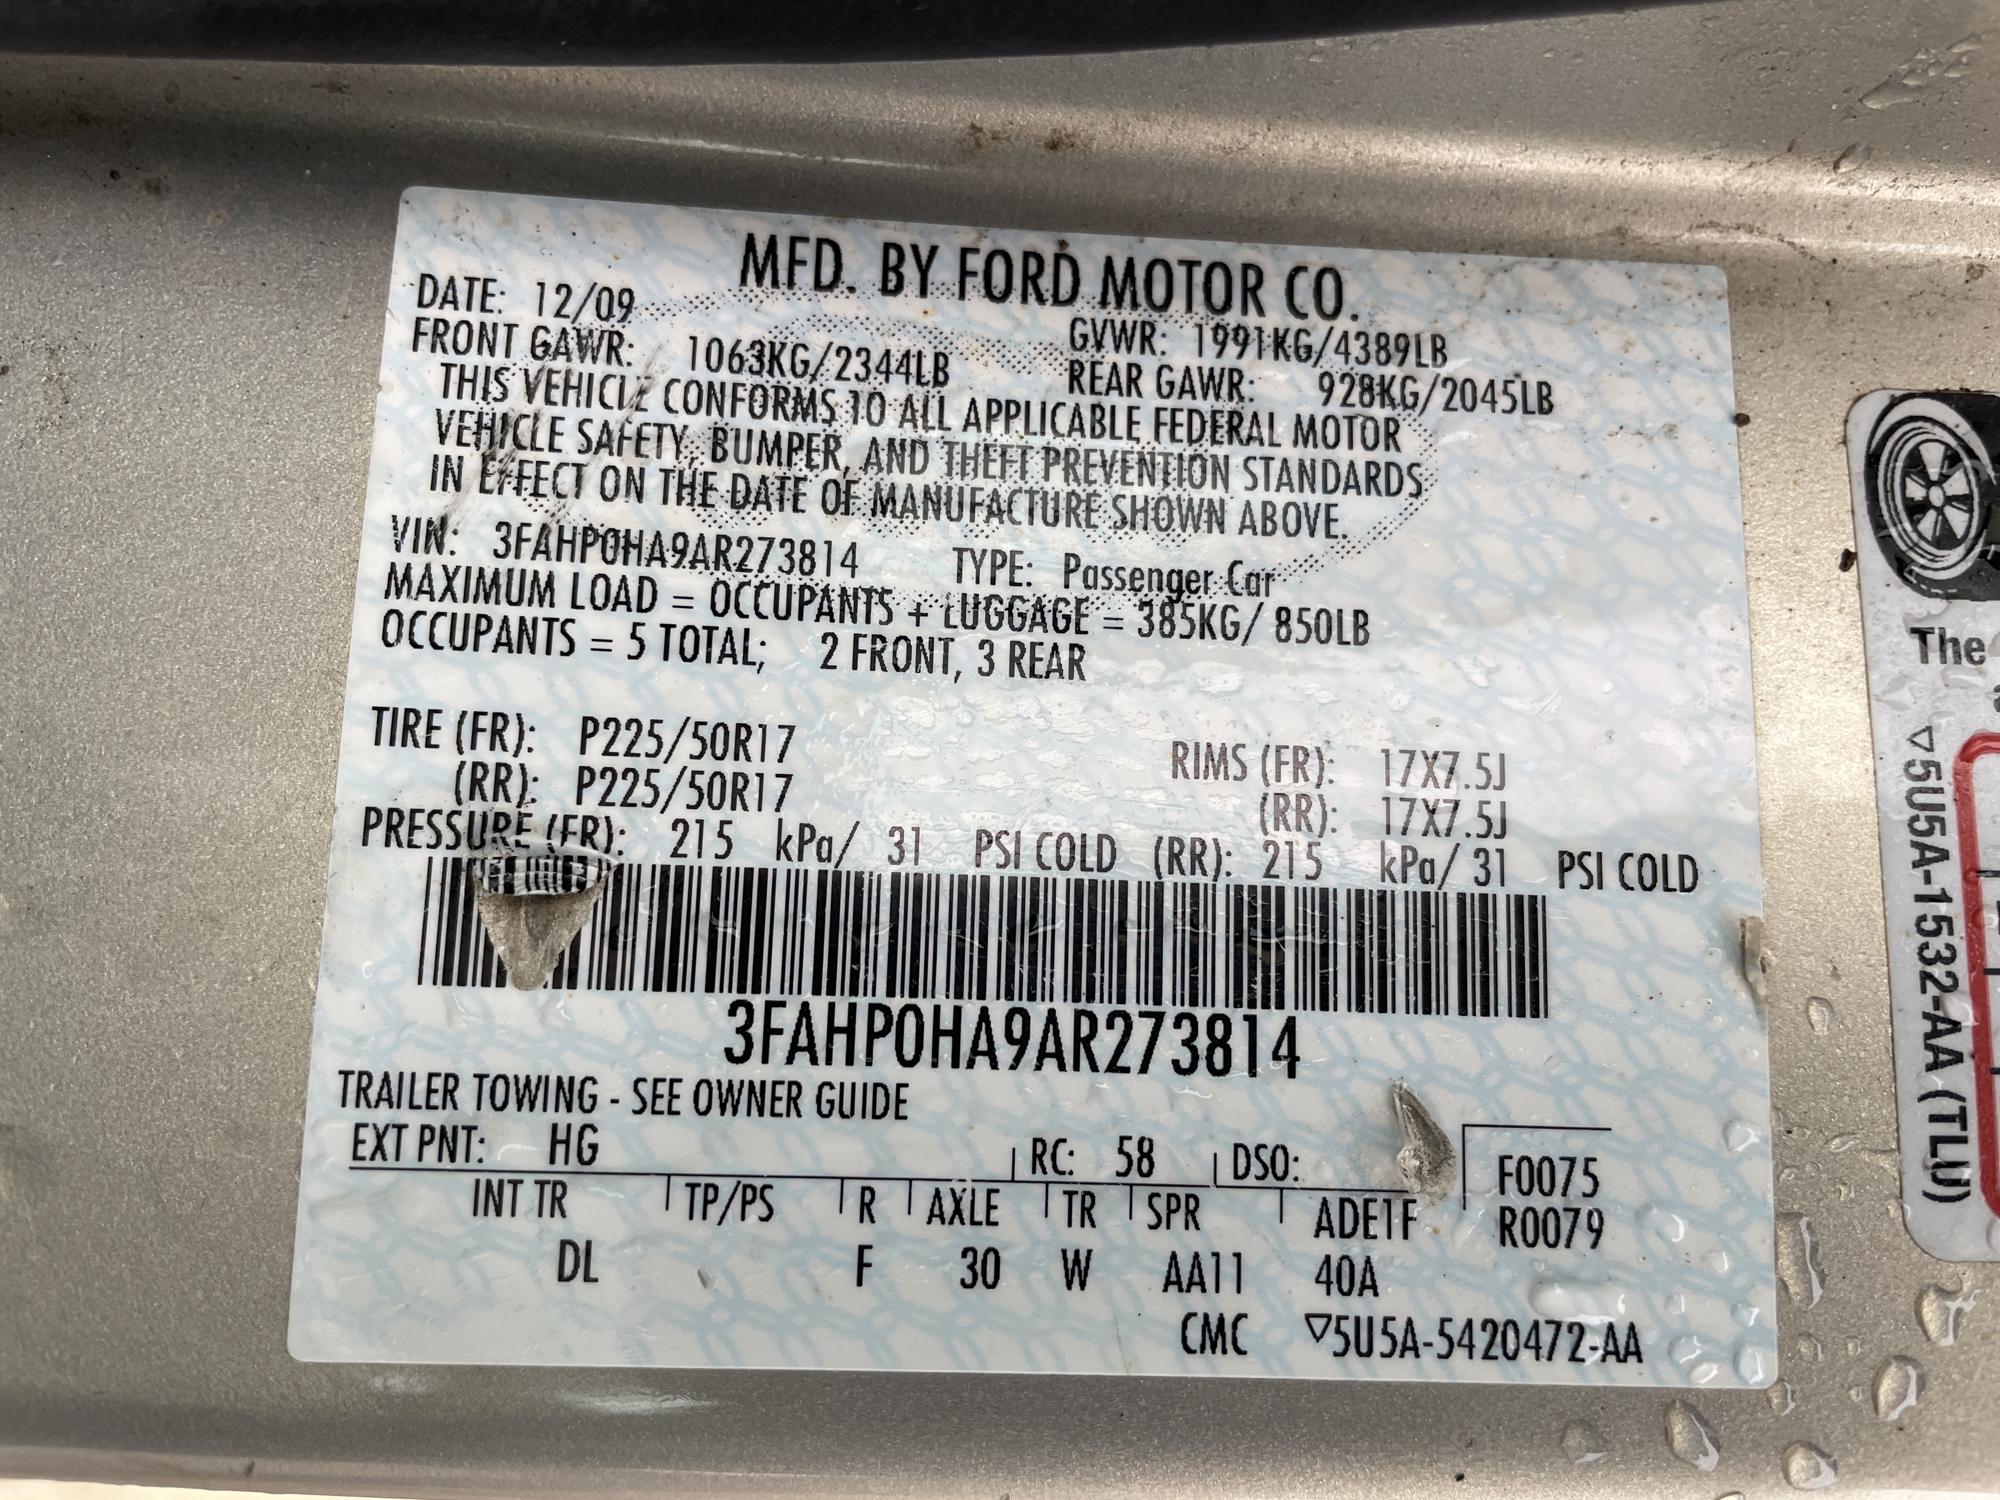 MFD. BY FORD MOTOR CO.
DATE: 12/09
GVWR: 1991KG/4389LB
FRONT GAWR: 1063KG/2344LB
REAR GAWR: 928KG/2045LB
THIS VEHICLE CONFORMS TO ALL APPLICABLE FEDERAL MOTOR
VEHICLE SAFETY, BUMPER, AND THEFT PREVENTION STANDARDS
IN EFFECT ON THE DATE OF MANUFACTURE SHOWN ABOVE.
VIN: 3FAHP0HA9AR273814 TYPE: Passenger Car
MAXIMUM LOAD = OCCUPANTS + LUGGAGE = 385KG/ 850LB
OCCUPANTS = 5 TOTAL; 2 FRONT, 3 REAR
TIRE (FR): P225/50R17 RIMS (FR): 17X7.5J
(RR): P225/50R17 (RR): 17X7.5J
PRESSURE (FR): 215 kPa/ 31 PSI COLD (RR): 215 kPa/ 31 PSI COLD
3FAHP0HA9AR273814
TRAILER TOWING - SEE OWNER GUIDE
EXT PNT: HG RC: 58 DSO:
F0075
R0079
INT TR TP/PS R AXLE TR SPR ADE1F
DL F 30 W AA11 40A
CMC ▽5U5A-5420472-AA
The
▽5U5A-1532-AA (TLU)